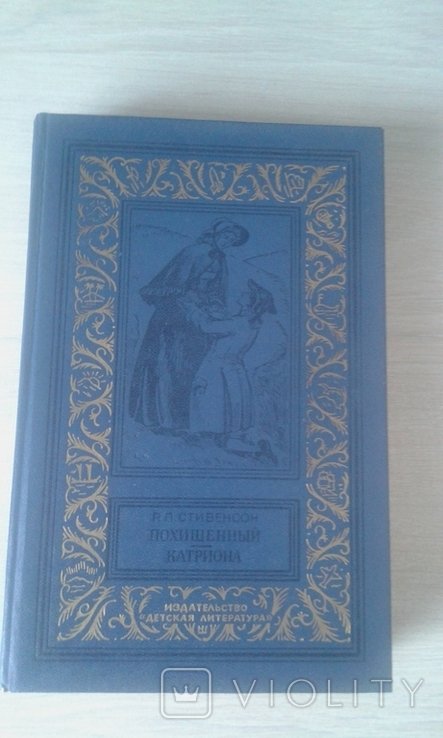 Р. Л. СТИВЕНСОН
ПОХИЩЕННЫЙ
КАТРИОНА
ИЗДАТЕЛЬСТВО
«ДЕТСКАЯ ЛИТЕРАТУРА»
VIOLITY